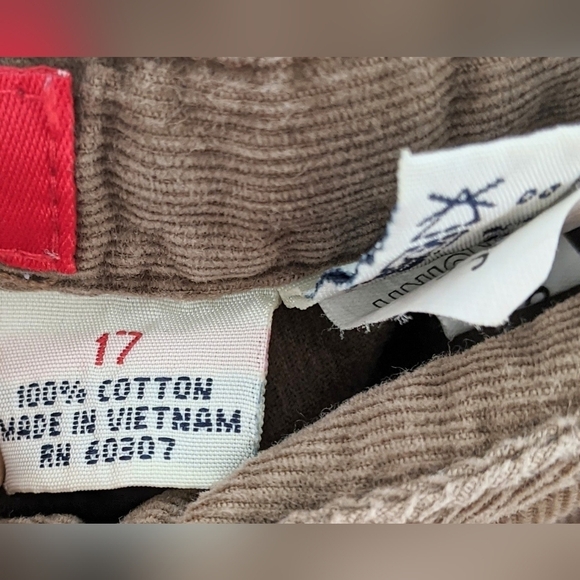 17
100% COTTON
MADE IN VIETNAM
RN 60307